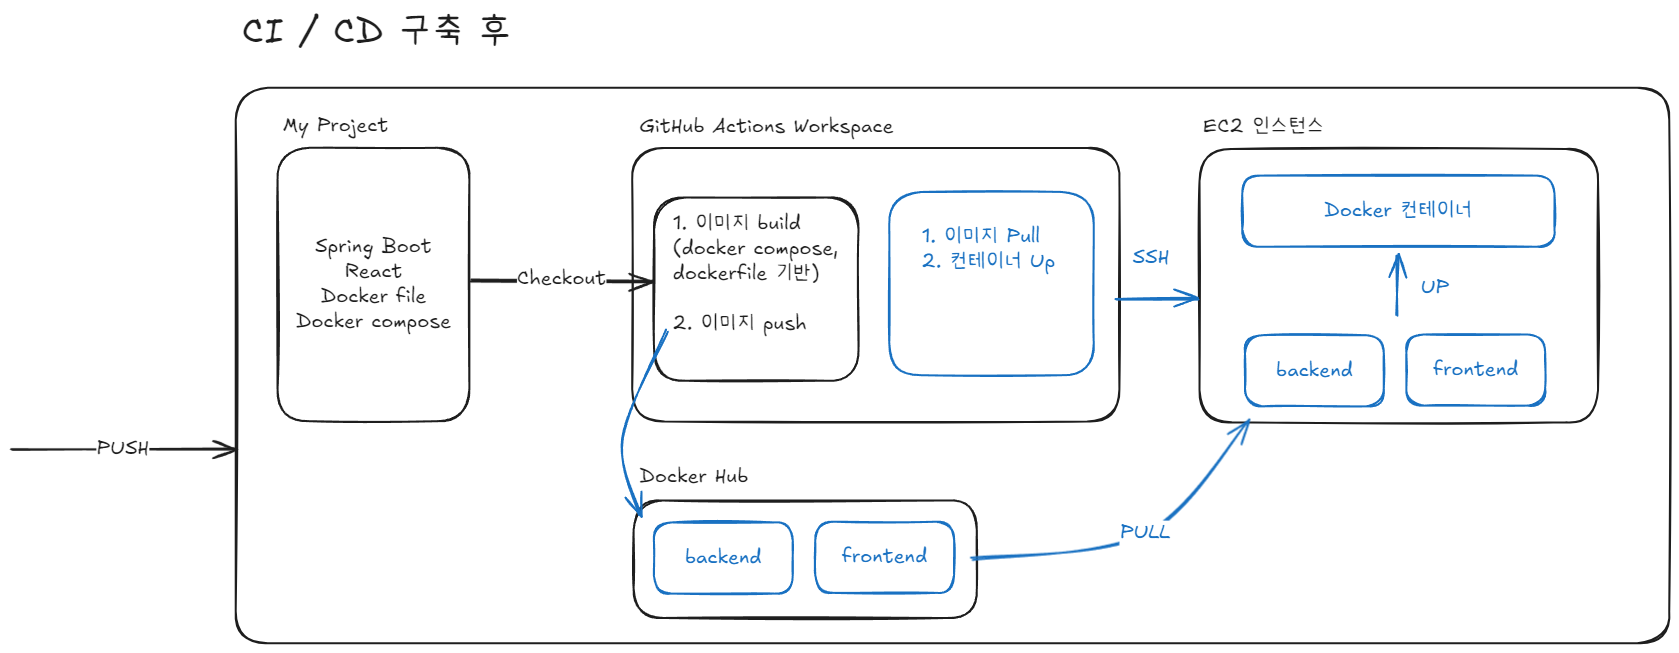 CI / CD 구축 후
My Project
Spring Boot
React
Docker file
Docker compose
PUSH
Checkout
GitHub Actions Workspace
1. 이미지 build
(docker compose,
dockerfile 기반)
2. 이미지 push
1. 이미지 Pull
2. 컨테이너 Up
SSH
EC2 인스턴스
Docker 컨테이너
UP
backend
frontend
Docker Hub
backend
frontend
PULL